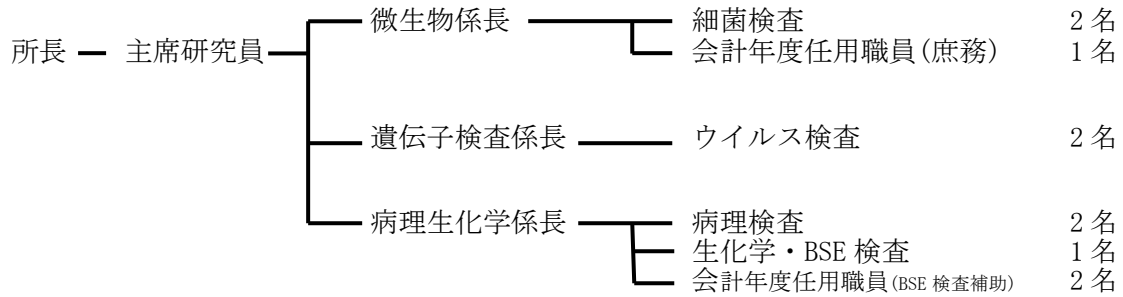 微生物係長 細菌検査 2名
所長 主席研究員 会計年度任用職員(庶務) 1名
遺伝子検査係長 ウイルス検査 2名
病理生化学係長 病理検査 2名
生化学・BSE 検査 1名
会計年度任用職員(BSE 検査補助) 2名